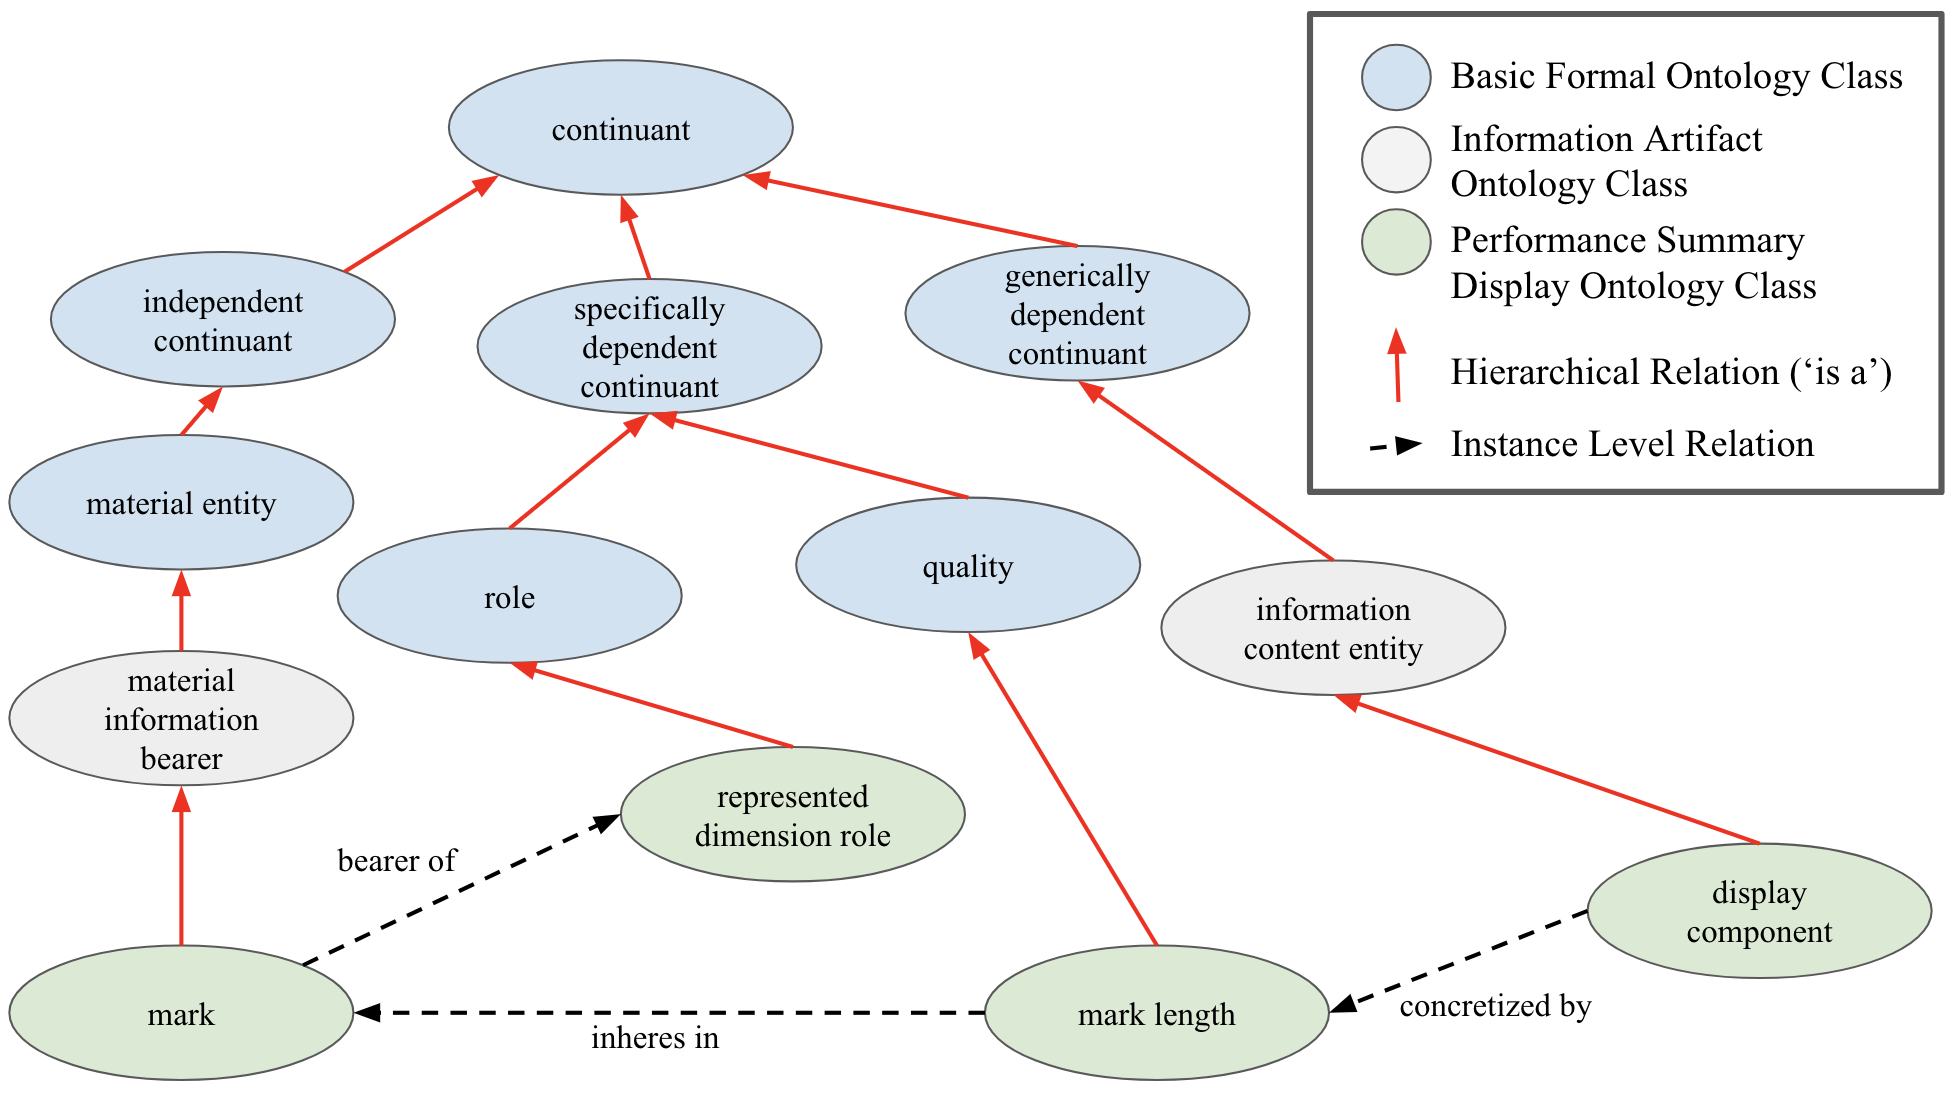 continuant
independent
continuant
specifically
dependent
continuant
generically
dependent
continuant
material entity
role
quality
information
content entity
material
information
bearer
represented
dimension role
display
component
mark
mark length
bearer of
inheres in
concretized by
Basic Formal Ontology Class
Information Artifact
Ontology Class
Performance Summary
Display Ontology Class
Hierarchical Relation (‘is a’)
Instance Level Relation